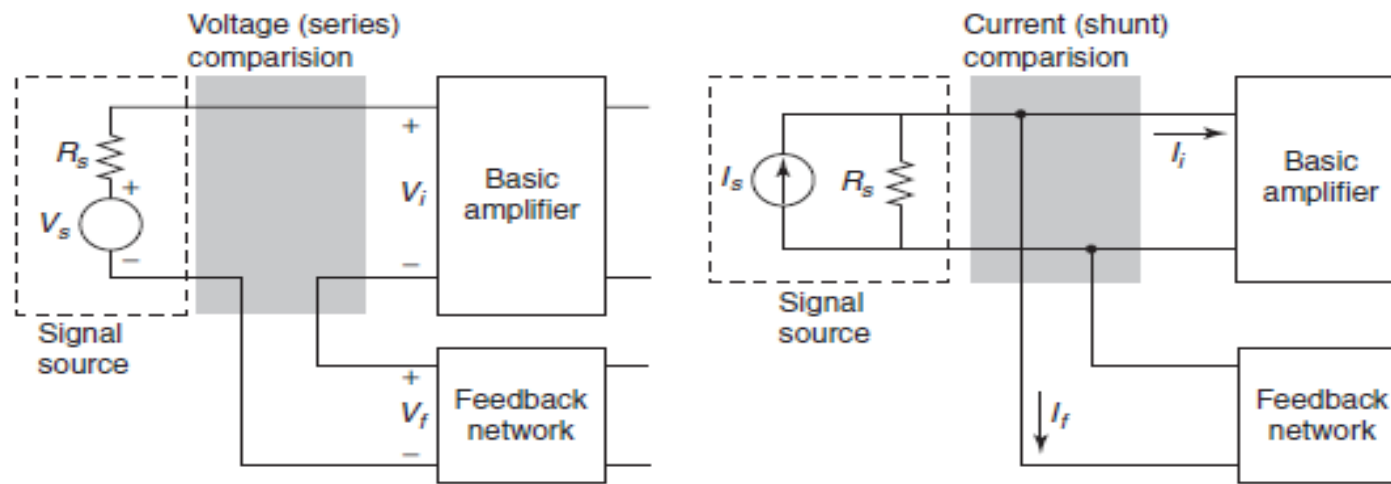 Voltage (series)
comparision
R_s
+
V_s
−
+
V_i
−
Basic
amplifier
Signal
source
+
V_f
−
Feedback
network
Current (shunt)
comparision
I_s
R_s
I_i
Basic
amplifier
Signal
source
I_f
Feedback
network